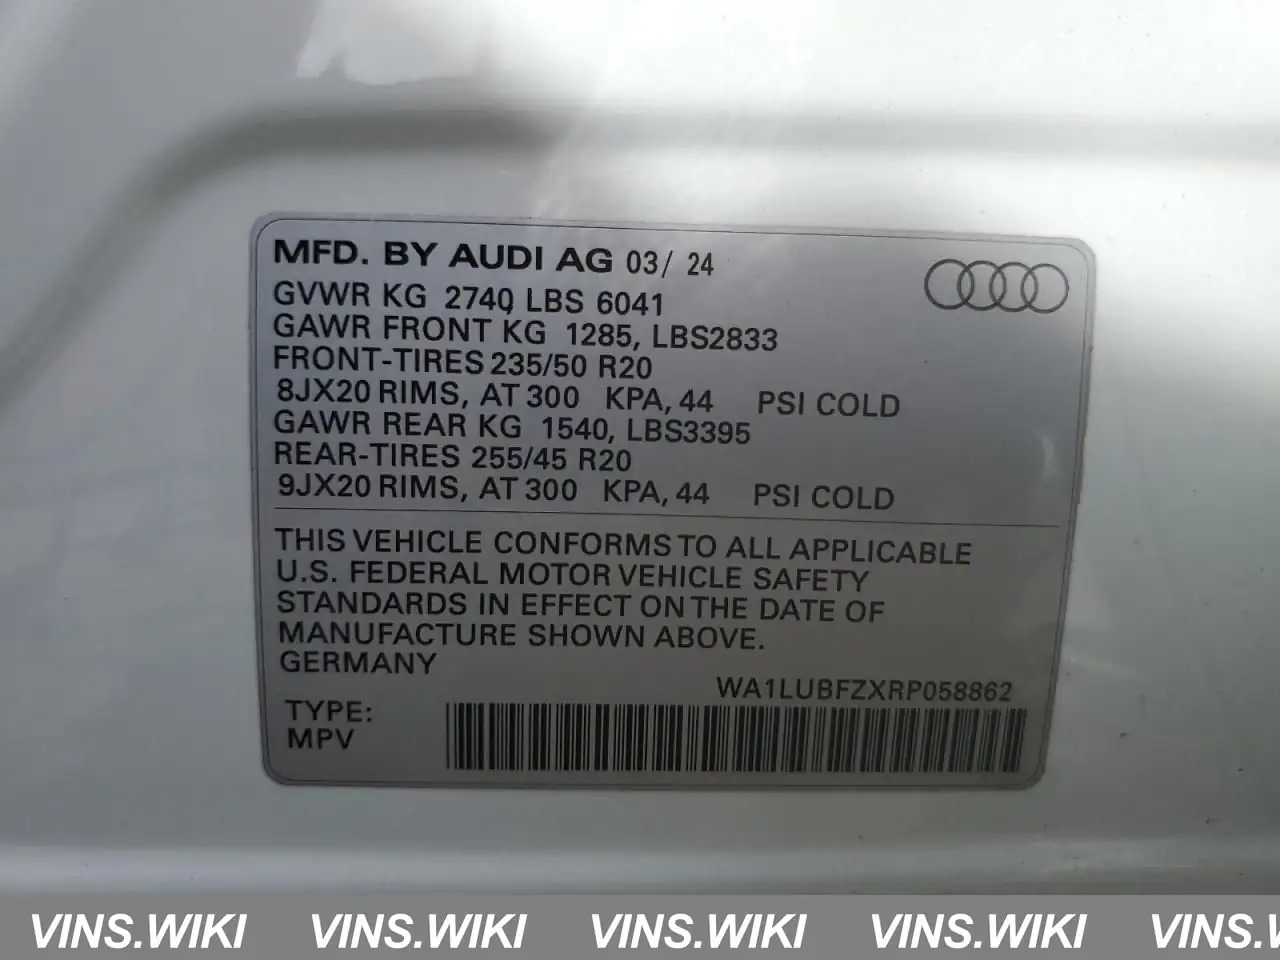 MFD. BY AUDI AG 03/ 24
GVWR KG 2740 LBS 6041
GAWR FRONT KG 1285, LBS2833
FRONT-TIRES 235/50 R20
8JX20 RIMS, AT 300 KPA, 44 PSI COLD
GAWR REAR KG 1540, LBS3395
REAR-TIRES 255/45 R20
9JX20 RIMS, AT 300 KPA, 44 PSI COLD
THIS VEHICLE CONFORMS TO ALL APPLICABLE
U.S. FEDERAL MOTOR VEHICLE SAFETY
STANDARDS IN EFFECT ON THE DATE OF
MANUFACTURE SHOWN ABOVE.
GERMANY
WA1LUBFZXRP058862
TYPE:
MPV
VINS.WIKI VINS.WIKI VINS.WIKI VINS.WIKI VINS.W